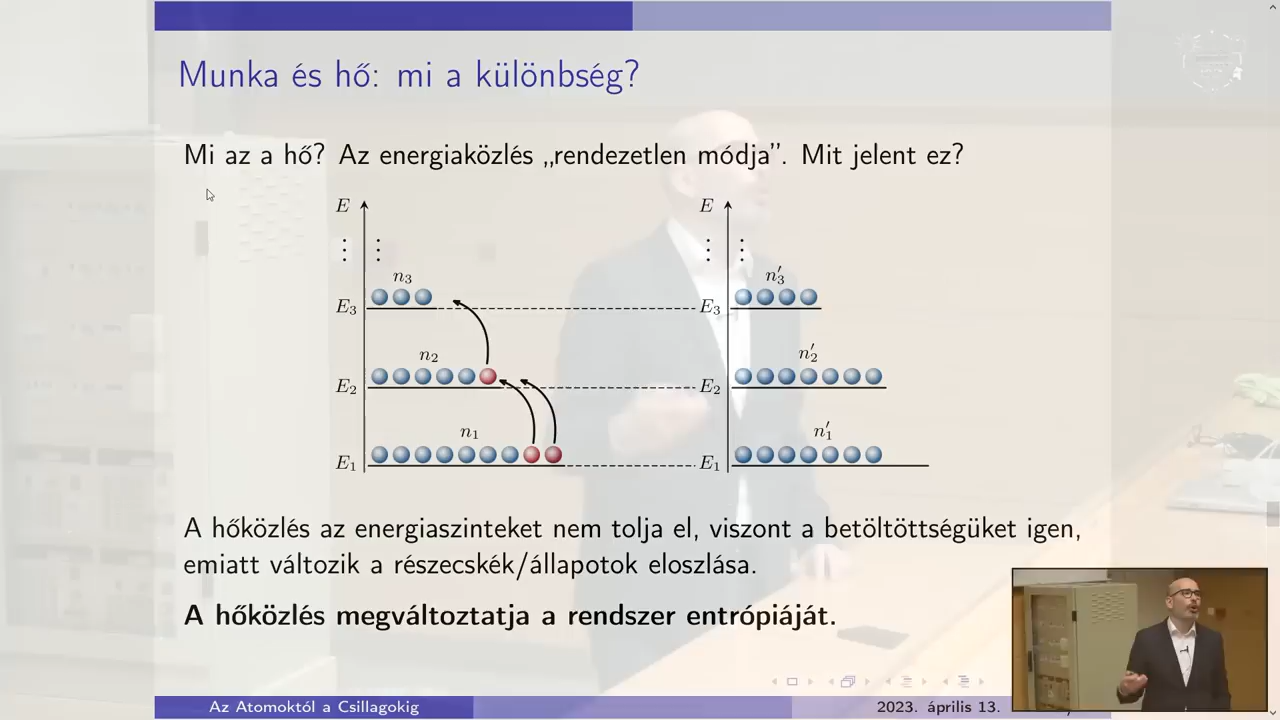 Munka és hő: mi a különbség?
Mi az a hő? Az energiaközlés „rendezetlen módja”. Mit jelent ez?
E
E
⋮ ⋮
⋮ ⋮
n₃
n′₃
E₃
E₃
n₂
n′₂
E₂
E₂
n₁
n′₁
E₁
E₁
A hőközlés az energiaszinteket nem tolja el, viszont a betöltöttségüket igen,
emiatt változik a részecskék/állapotok eloszlása.
A hőközlés megváltoztatja a rendszer entrópiáját.
Az Atomoktól a Csillagokig
2023. április 13.